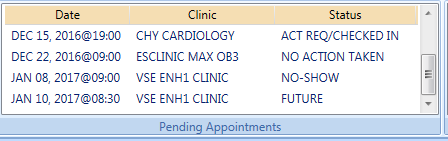 Date Clinic Status
DEC 15, 2016@19:00 CHY CARDIOLOGY ACT REQ/CHECKED IN
DEC 22, 2016@09:00 ESCLINIC MAX OB3 NO ACTION TAKEN
JAN 08, 2017@09:00 VSE ENH1 CLINIC NO-SHOW
JAN 10, 2017@08:30 VSE ENH1 CLINIC FUTURE
Pending Appointments